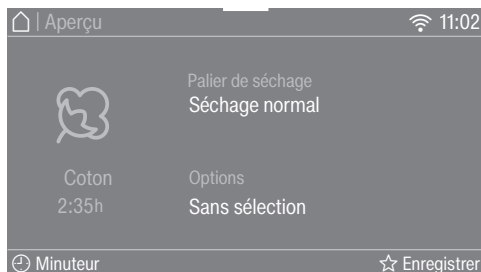 Aperçu
11:02
Palier de séchage
Séchage normal
Coton
2:35h
Options
Sans sélection
Minuteur
Enregistrer